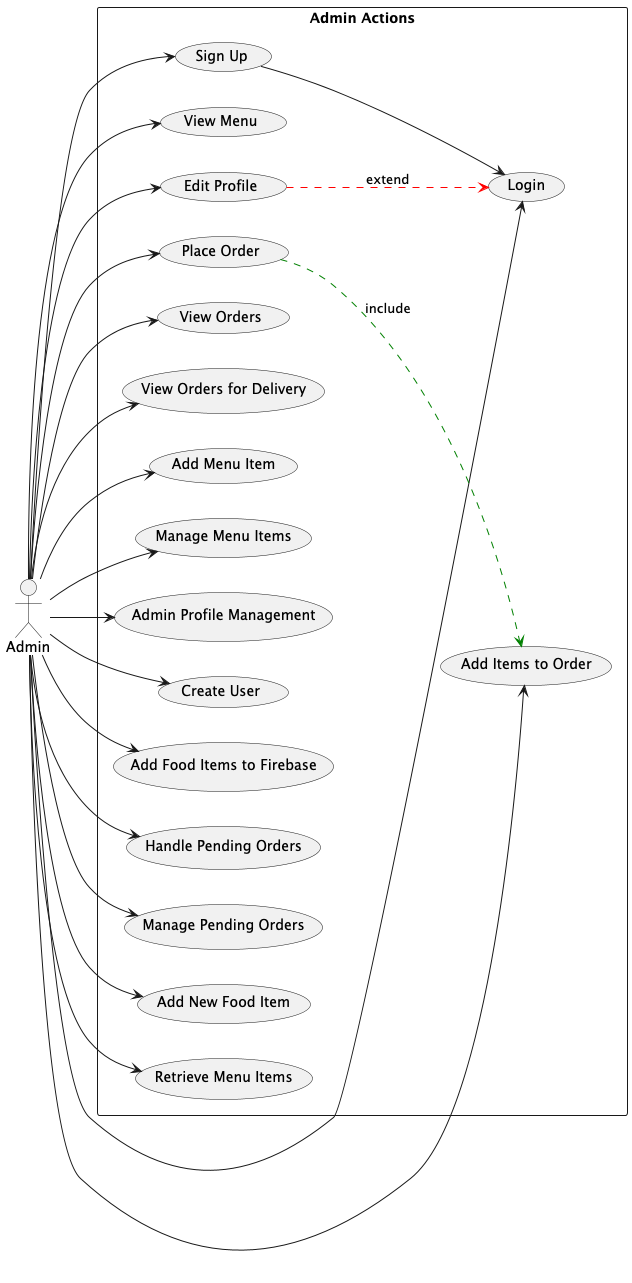 Admin Actions
Sign Up
View Menu
Edit Profile
extend
Login
Place Order
include
View Orders
View Orders for Delivery
Add Menu Item
Manage Menu Items
Admin Profile Management
Admin
Add Items to Order
Create User
Add Food Items to Firebase
Handle Pending Orders
Manage Pending Orders
Add New Food Item
Retrieve Menu Items